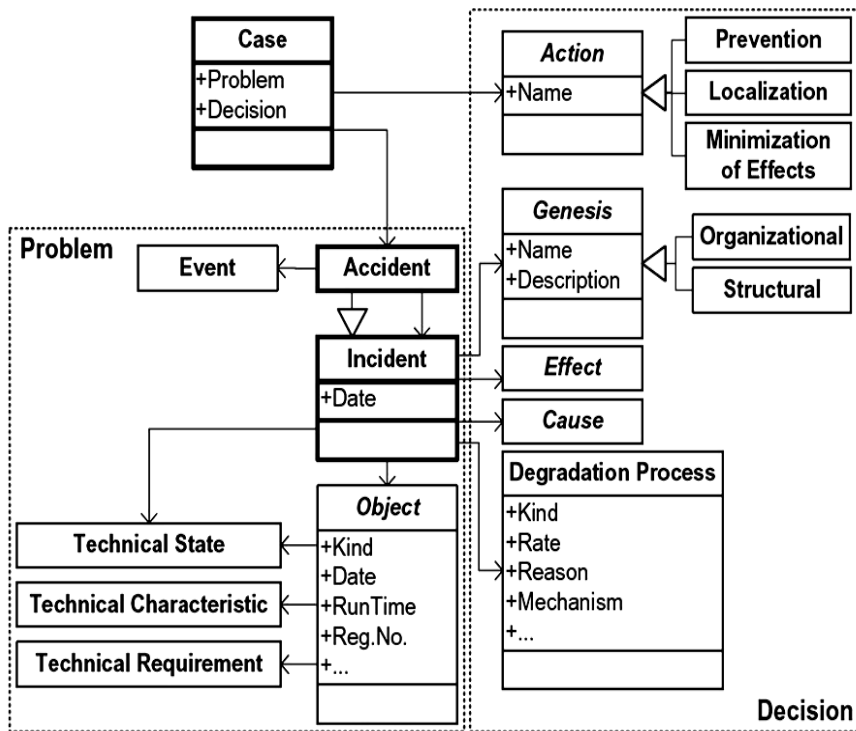 Case
+Problem
+Decision
Action
+Name
Prevention
Localization
Minimization
of Effects
Genesis
+Name
+Description
Organizational
Structural
Problem
Event
Accident
Incident
+Date
Effect
Cause
Degradation Process
+Kind
+Rate
+Reason
+Mechanism
+...
Object
+Kind
+Date
+RunTime
+Reg.No.
+...
Technical State
Technical Characteristic
Technical Requirement
Decision